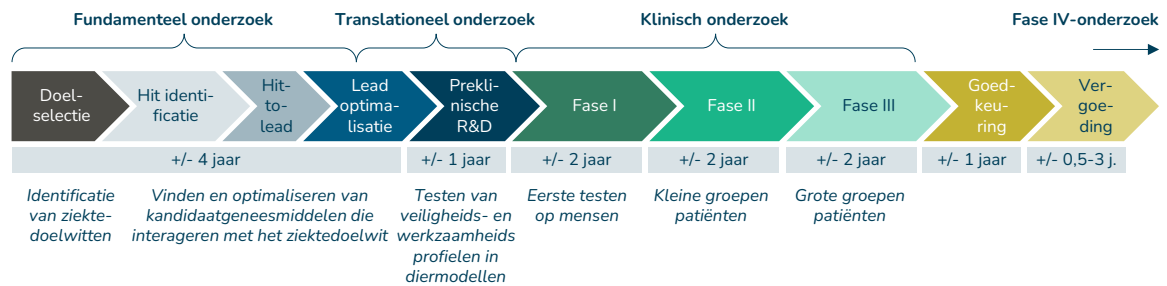 Fundamenteel onderzoek
Translationeel onderzoek
Klinisch onderzoek
Fase IV-onderzoek
Doel-
selectie
Hit identi-
ficatie
Hit-
to-
lead
Lead
optima-
lisatie
Prekli-
nische
R&D
Fase I
Fase II
Fase III
Goed-
keu-
ring
Ver-
goe-
ding
+/- 4 jaar
+/- 1 jaar
+/- 2 jaar
+/- 2 jaar
+/- 2 jaar
+/- 1 jaar
+/- 0,5-3 j.
Identificatie
van ziekte-
doelwitten
Vinden en optimaliseren van
kandidaatgeneesmiddelen die
interageren met het ziektedoelwit
Testen van
veiligheids- en
werkzaamheids
profielen in
diermodellen
Eerste testen
op mensen
Kleine groepen
patiënten
Grote groepen
patiënten